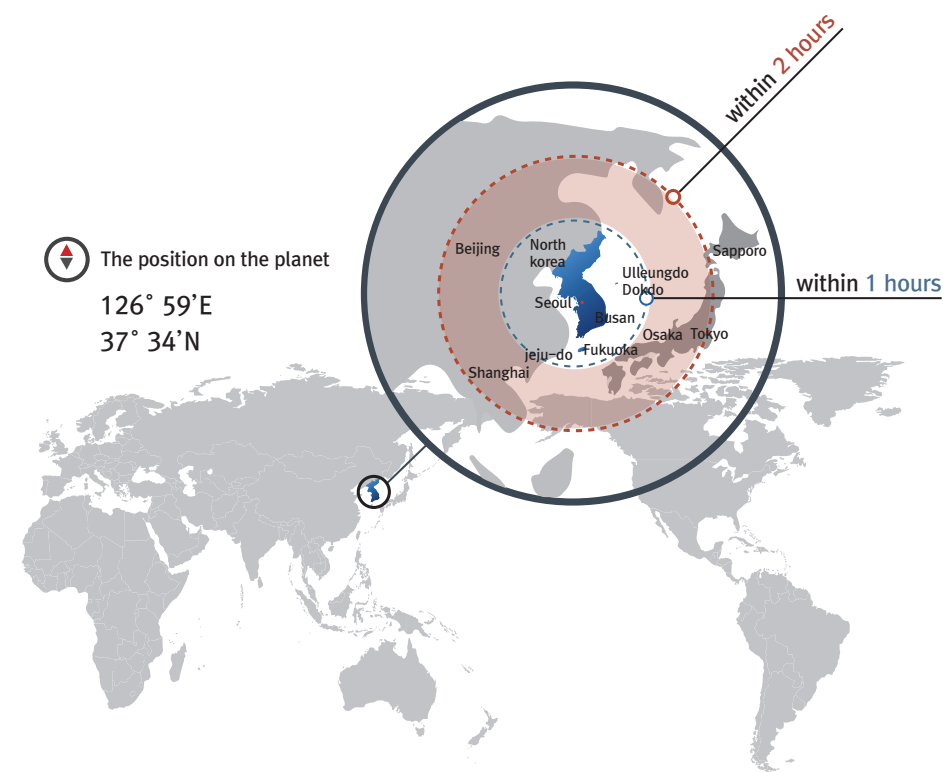 within 2 hours
The position on the planet
126˚ 59’E
37˚ 34’N
Beijing
North
korea
Sapporo
Ulleungdo
Dokdo
within 1 hours
Seoul
Busan
Osaka
Tokyo
jeju-do
Fukuoka
Shanghai